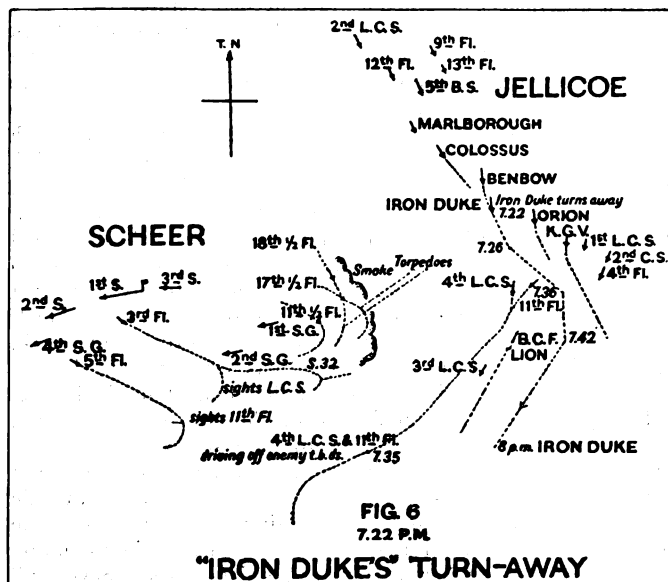 2nd L.C.S.
T.N
9th Fl.
12th Fl.
13th Fl.
5th B.S.
JELLICOE
MARLBOROUGH
COLOSSUS
BENBOW
IRON DUKE
Iron Duke turns away
7.22
ORION
K.G.V.
1st L.C.S.
2nd C.S.
4th Fl.
7.26
SCHEER
18th ½ Fl.
Smoke
Torpedoes
17th ½ Fl.
4th L.C.S.
7.36
11th Fl.
1st S.
3rd S.
2nd S.
3rd Fl.
11th ½ Fl.
1st S.G.
4th S.G.
5th Fl.
2nd S.G.
S.32
sights L.C.S.
B.C.F.
LION
7.42
3rd L.C.S.
sights 11th Fl.
4th L.C.S. & 11th Fl.
driving off enemy t.b.ds.
7.35
8 p.m. IRON DUKE
FIG. 6
7.22 P.M.
"IRON DUKE'S" TURN-AWAY